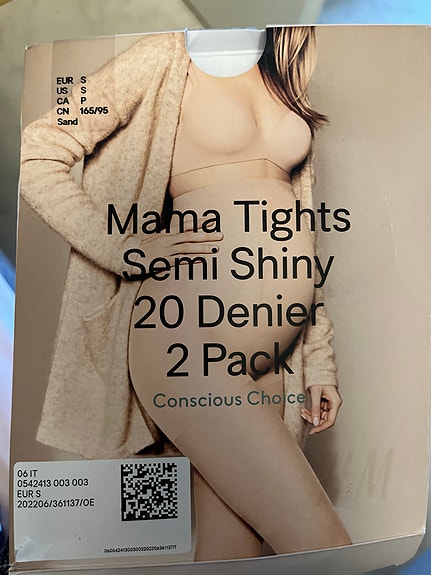 EUR S
US S
CA P
CN 165/95
Sand
Mama Tights
Semi Shiny
20 Denier
2 Pack
Conscious Choice
H&M
06 IT
0542413 003 003
EUR S
202206/361137/OE